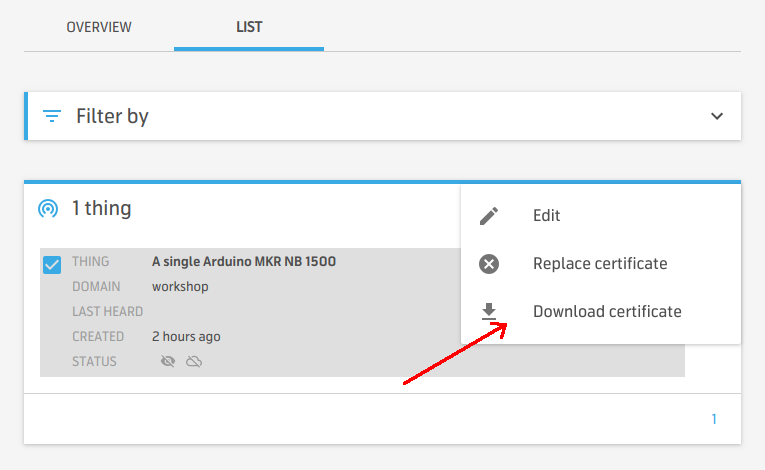 OVERVIEW LIST
Filter by
1 thing
Edit
Replace certificate
Download certificate
THING A single Arduino MKR NB 1500
DOMAIN workshop
LAST HEARD
CREATED 2 hours ago
STATUS
1